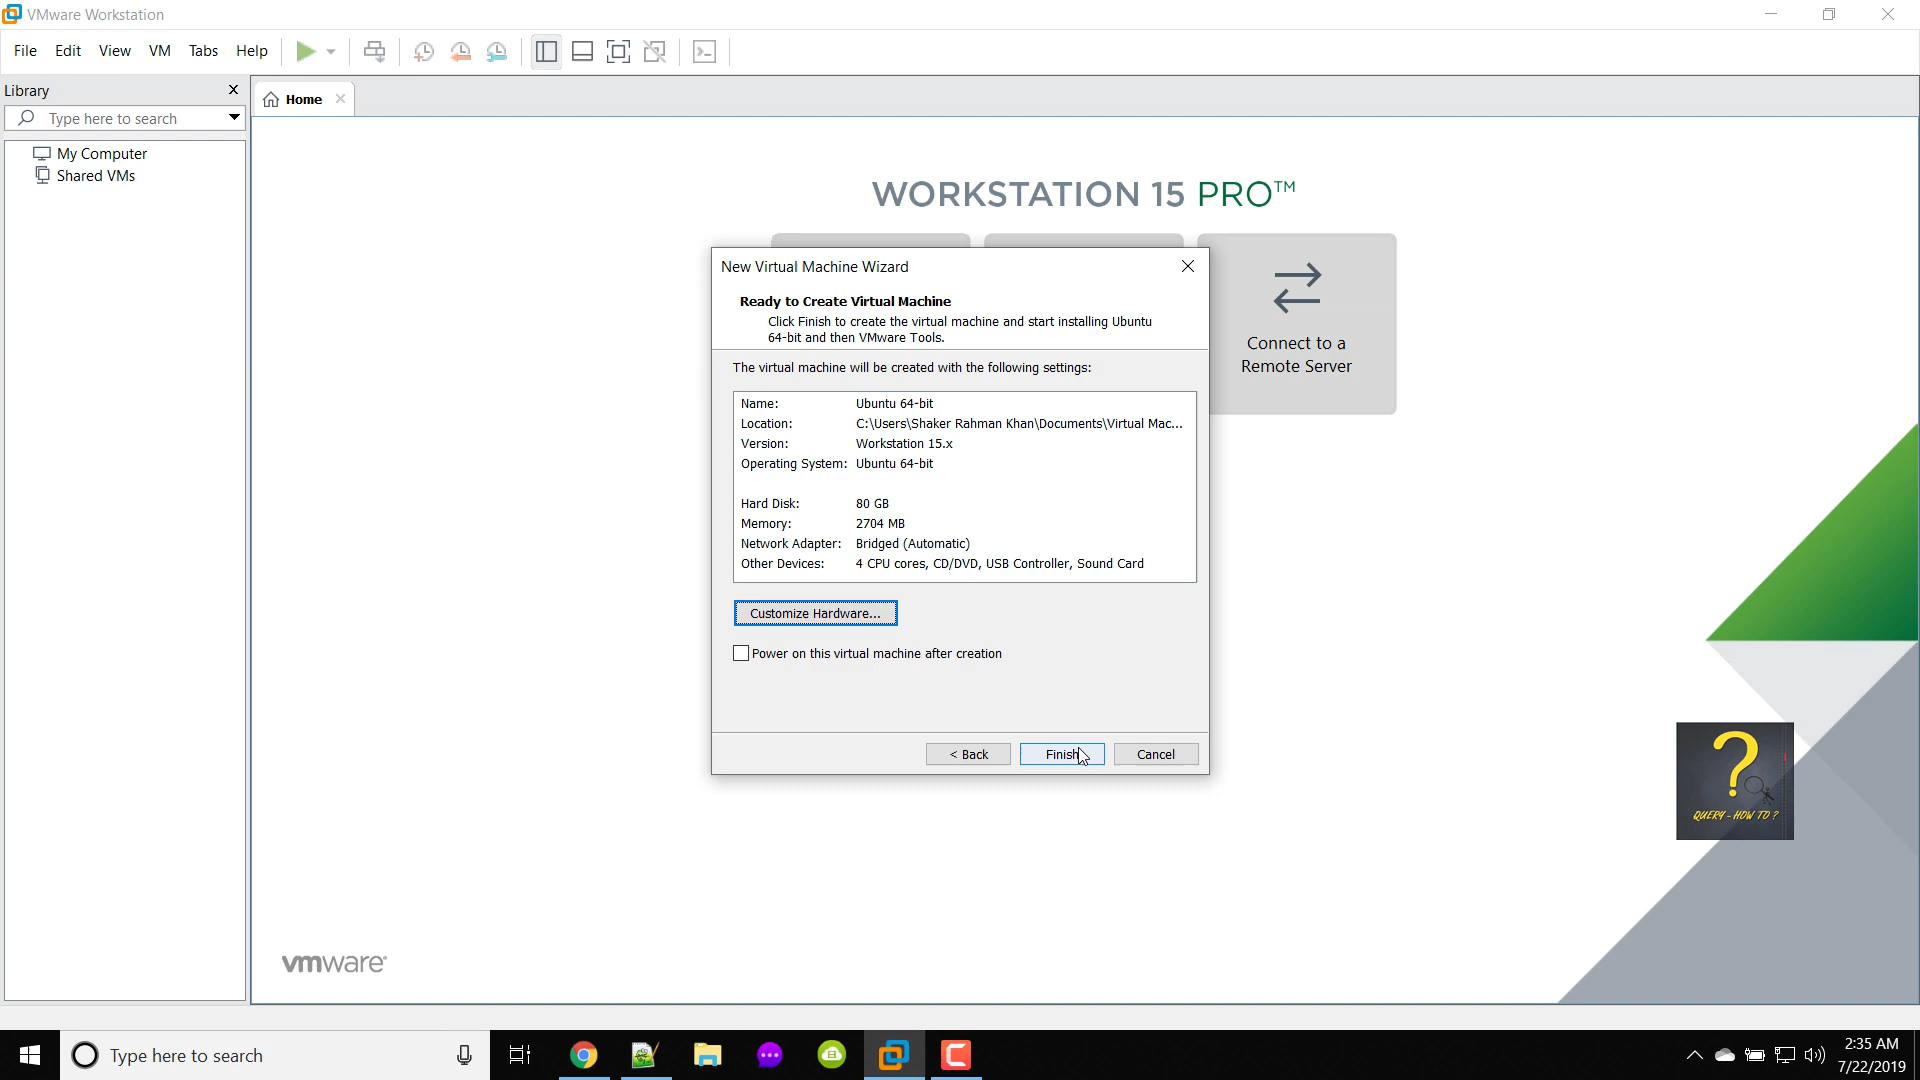 VMware Workstation
File Edit View VM Tabs Help
Library
Type here to search
My Computer
Shared VMs
Home
WORKSTATION 15 PRO™
Connect to a
Remote Server
New Virtual Machine Wizard
Ready to Create Virtual Machine
Click Finish to create the virtual machine and start installing Ubuntu
64-bit and then VMware Tools.
The virtual machine will be created with the following settings:
Name: Ubuntu 64-bit
Location: C:\Users\Shaker Rahman Khan\Documents\Virtual Mac...
Version: Workstation 15.x
Operating System: Ubuntu 64-bit
Hard Disk: 80 GB
Memory: 2704 MB
Network Adapter: Bridged (Automatic)
Other Devices: 4 CPU cores, CD/DVD, USB Controller, Sound Card
Customize Hardware...
Power on this virtual machine after creation
< Back Finish Cancel
?
QUERY - HOW TO ?
vmware®
Type here to search
2:35 AM
7/22/2019